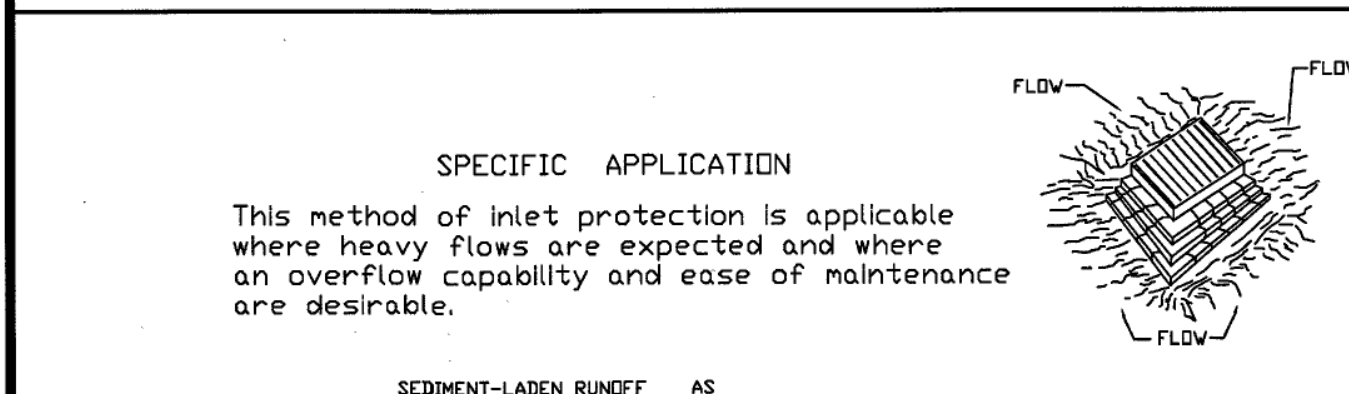 FLOW
SPECIFIC APPLICATION
This method of inlet protection is applicable
where heavy flows are expected and where
an overflow capability and ease of maintenance
are desirable.
FLOW
SEDIMENT-LADEN RUNOFF AS